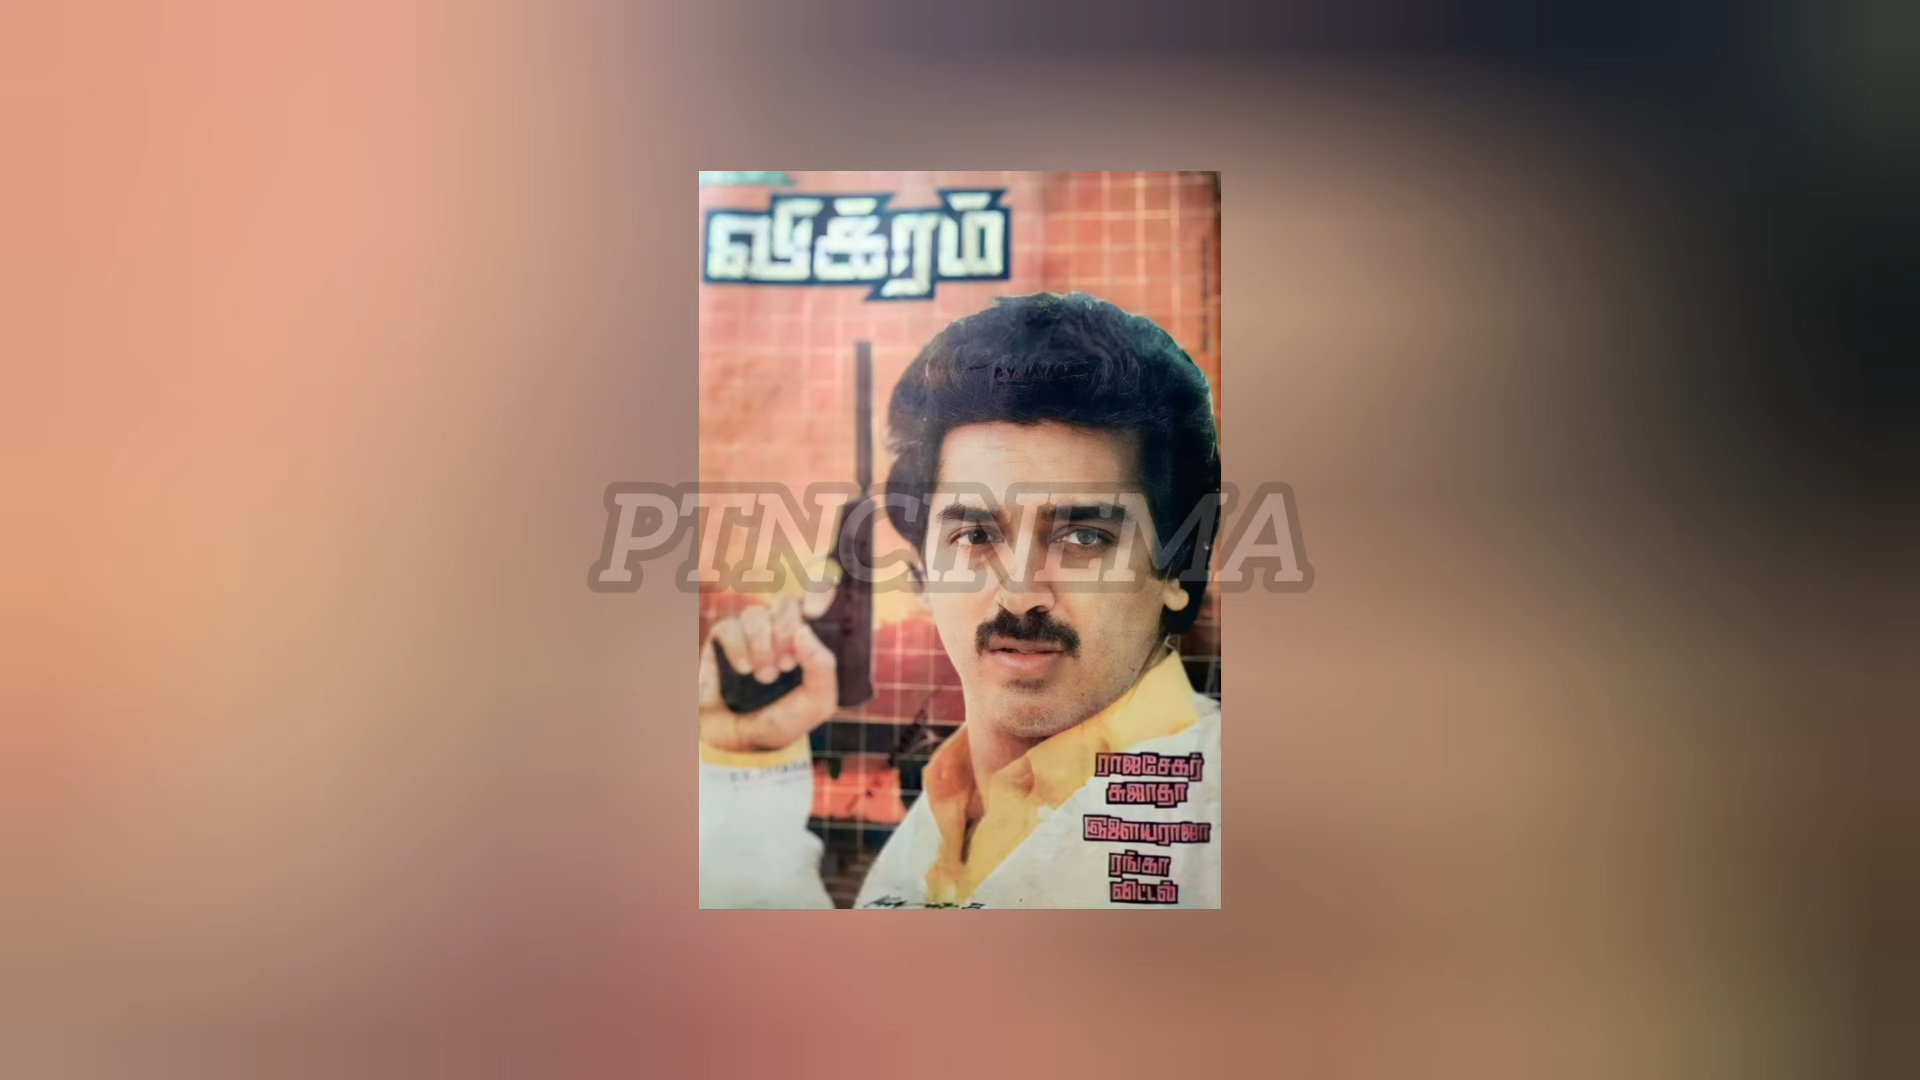 விக்ரம்
PTNCINEMA
ராஜசேகர்
சுஜாதா
இளையராஜா
ரங்கா
விட்டல்